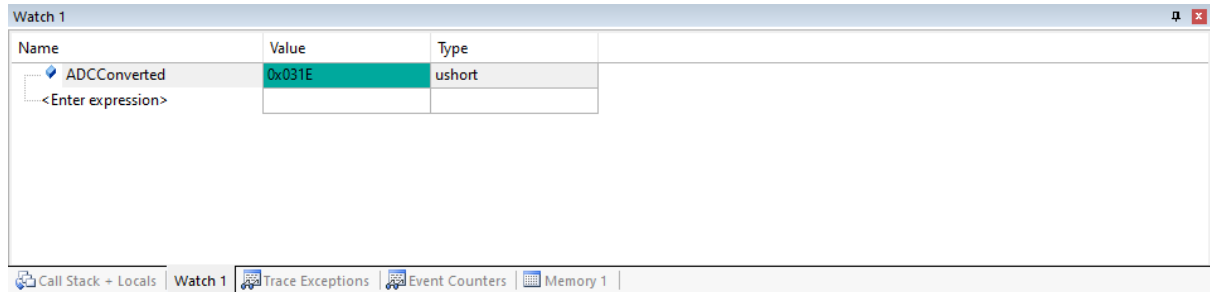 Watch 1
Name Value Type
ADCConverted 0x031E ushort
<Enter expression>
Call Stack + Locals Watch 1 Trace Exceptions Event Counters Memory 1